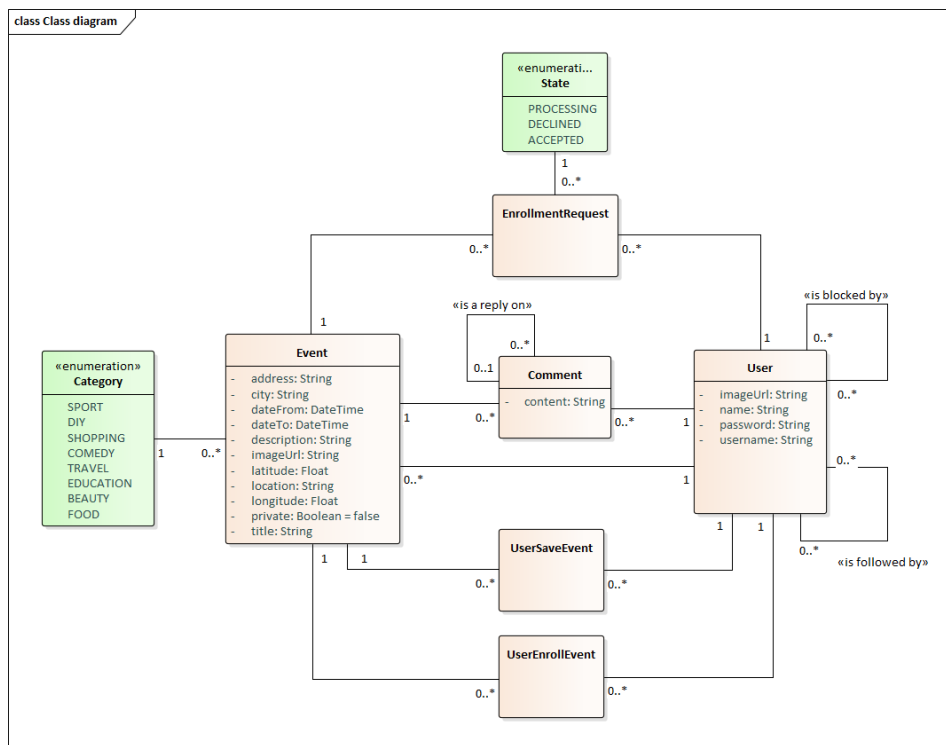 class Class diagram
«enumerati...
State
PROCESSING
DECLINED
ACCEPTED
1
0..*
EnrollmentRequest
0..*
0..*
«is a reply on»
«is blocked by»
1
0..*
0..1
1
0..*
0..*
Event
- address: String
- city: String
- dateFrom: DateTime
- dateTo: DateTime
- description: String
- imageUrl: String
- latitude: Float
- location: String
- longitude: Float
- private: Boolean = false
- title: String
«enumeration»
Category
SPORT
DIY
SHOPPING
COMEDY
TRAVEL
EDUCATION
BEAUTY
FOOD
1
0..*
Comment
- content: String
1
0..*
0..*
1
User
- imageUrl: String
- name: String
- password: String
- username: String
0..*
1
0..*
0..*
«is followed by»
1
1
1
1
UserSaveEvent
0..*
0..*
UserEnrollEvent
0..*
0..*